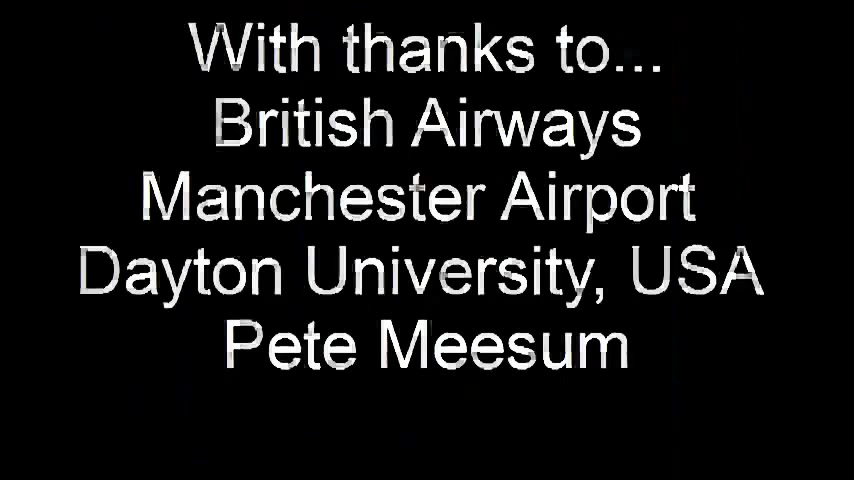 With thanks to...
British Airways
Manchester Airport
Dayton University, USA
Pete Meesum